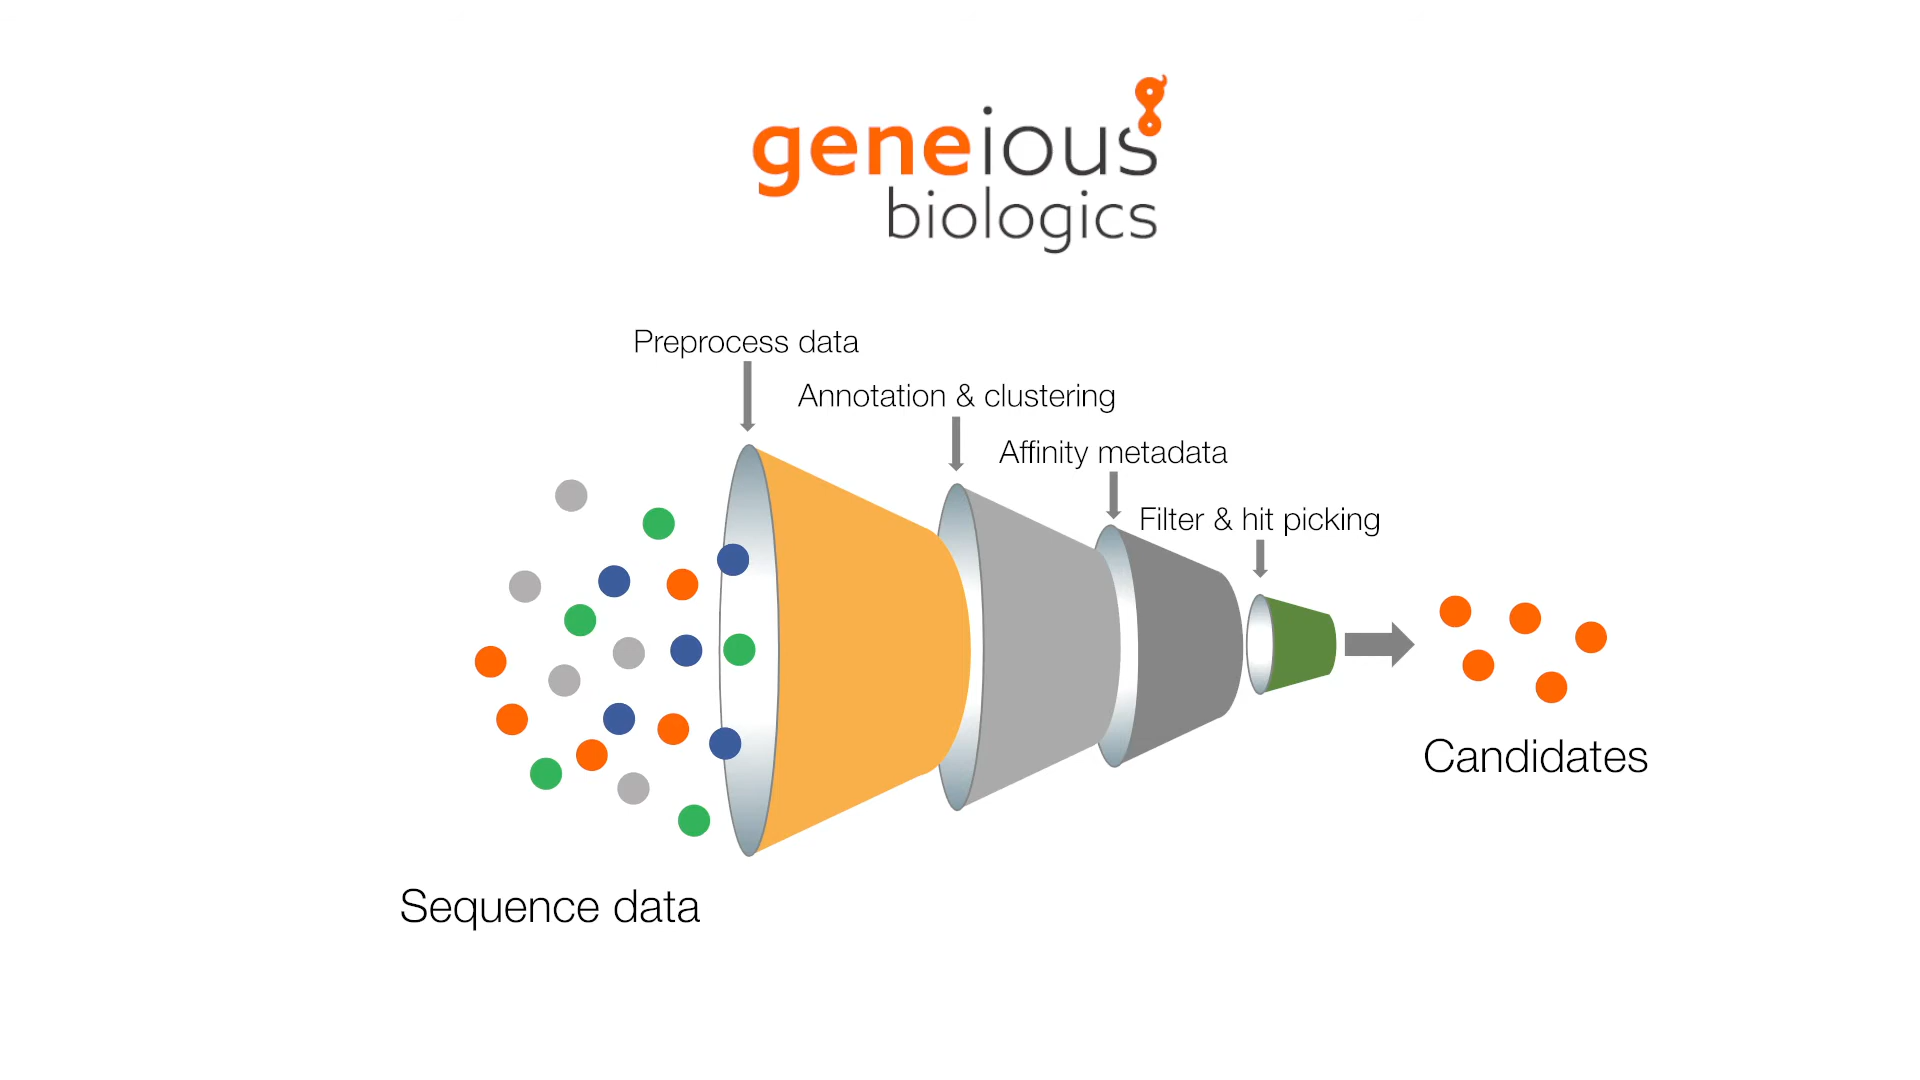 geneious
biologics
Preprocess data
Annotation & clustering
Affinity metadata
Filter & hit picking
Candidates
Sequence data